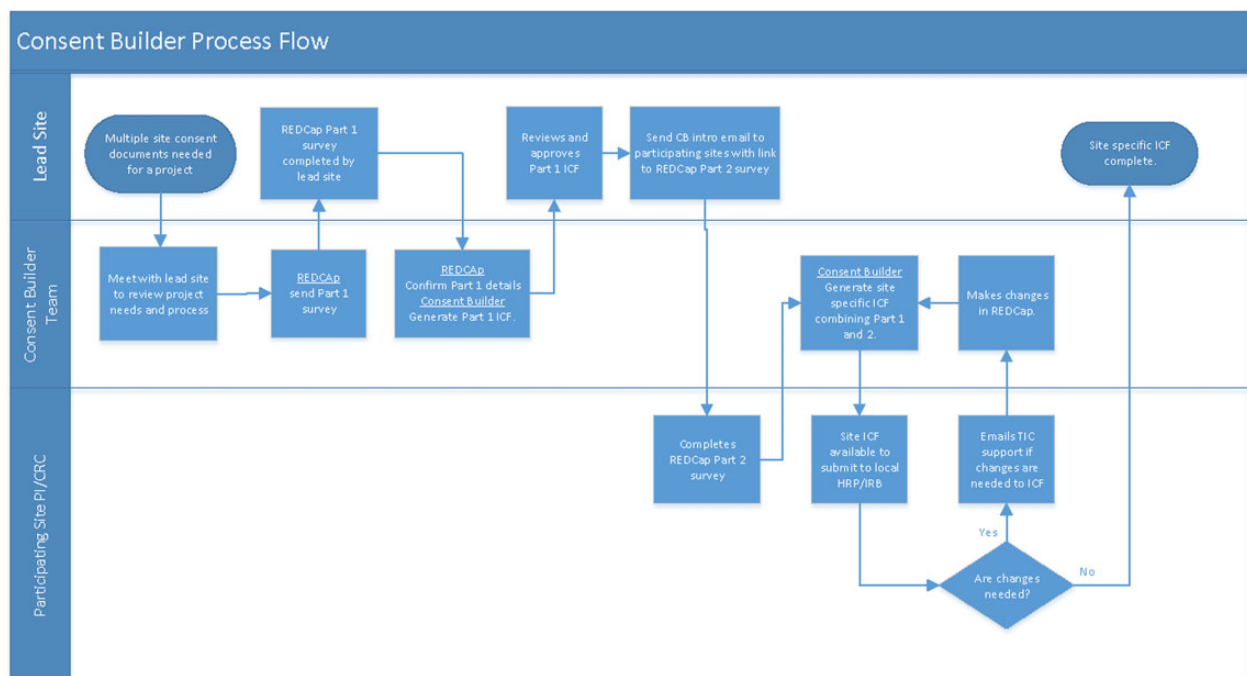 Consent Builder Process Flow
Lead Site
Multiple site consent
documents needed
for a project
REDCap Part 1
survey
completed by
lead site
Reviews and
approves
Part 1 ICF
Send CB intro email to
participating sites with link
to REDCap Part 2 survey
Site specific ICF
complete.
Consent Builder
Team
Meet with lead site
to review project
needs and process
REDCAp
send Part 1
survey
REDCAp
Confirm Part 1 details
Consent Builder
Generate Part 1 ICF.
Consent Builder
Generate site
specific ICF
combining Part 1
and 2.
Makes changes
in REDCap.
Participating Site PI/CRC
Completes
REDCap Part 2
survey
Site ICF
available to
submit to local
HRP/IRB
Emails TIC
support if
changes are
needed to ICF
Yes
Are changes
needed?
No